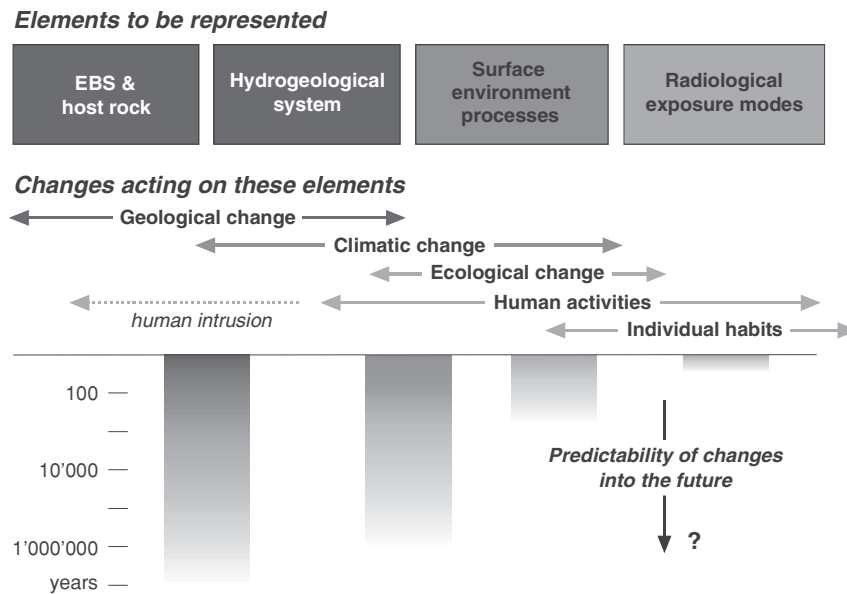 Elements to be represented
EBS &
host rock
Hydrogeological
system
Surface
environment
processes
Radiological
exposure modes
Changes acting on these elements
Geological change
Climatic change
Ecological change
Human activities
human intrusion
Individual habits
100
10'000
1'000'000
years
Predictability of changes
into the future
?